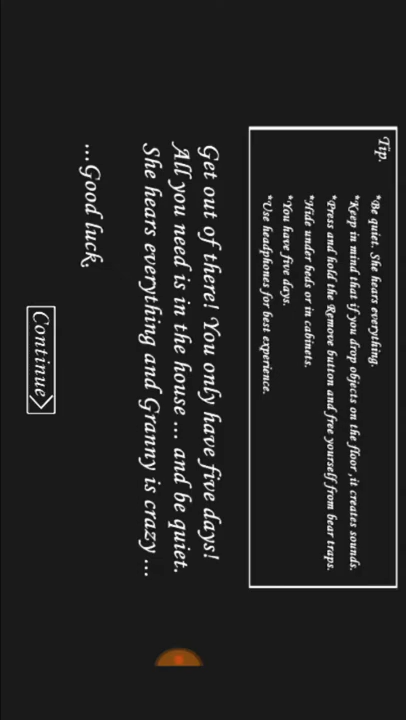 Tip.
*Be quiet. She hears everything.
*Keep in mind that if you drop objects on the floor ,it creates sounds.
*Press and hold the Remove button and free yourself from bear traps.
*Hide under beds or in cabinets.
*You have five days.
*Use headphones for best experience.
Get out of there! You only have five days!
All you need is in the house ... and be quiet.
She hears everything and Granny is crazy ...
...Good luck.
Continue